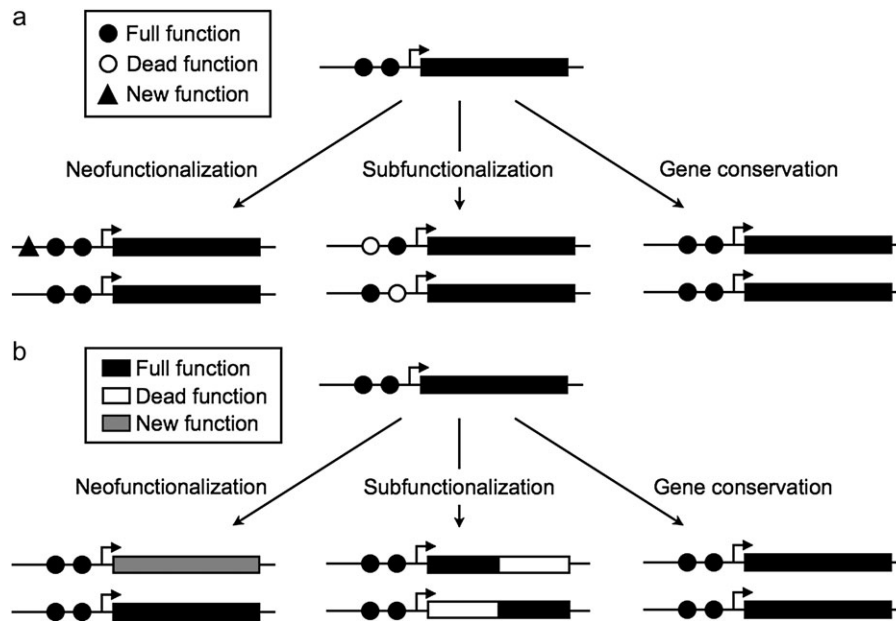 a
Full function
Dead function
New function
Neofunctionalization
Subfunctionalization
Gene conservation
b
Full function
Dead function
New function
Neofunctionalization
Subfunctionalization
Gene conservation